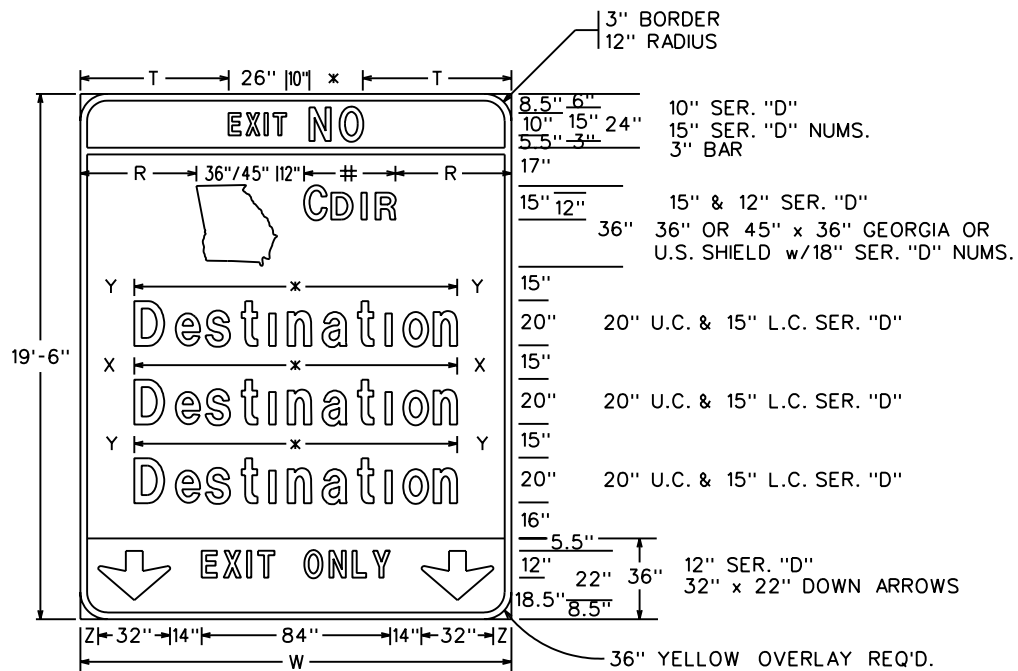 3" BORDER
12" RADIUS
T 26" 10" * T
EXIT NO
8.5" 6"
10" 15" 24"
5.5" 3"
10" SER. "D"
15" SER. "D" NUMS.
3" BAR
17"
R 36"/45" 12" # R
CDIR
15" 12"
15" & 12" SER. "D"
36" 36" OR 45" x 36" GEORGIA OR
U.S. SHIELD w/18" SER. "D" NUMS.
Y * Y
15"
Destination
20" 20" U.C. & 15" L.C. SER. "D"
19'-6"
X * X
15"
Destination
20" 20" U.C. & 15" L.C. SER. "D"
Y * Y
15"
Destination
20" 20" U.C. & 15" L.C. SER. "D"
16"
5.5"
EXIT ONLY
12" 22" 36"
18.5" 8.5"
12" SER. "D"
32" x 22" DOWN ARROWS
Z 32" 14" 84" 14" 32" Z
W
36" YELLOW OVERLAY REQ'D.